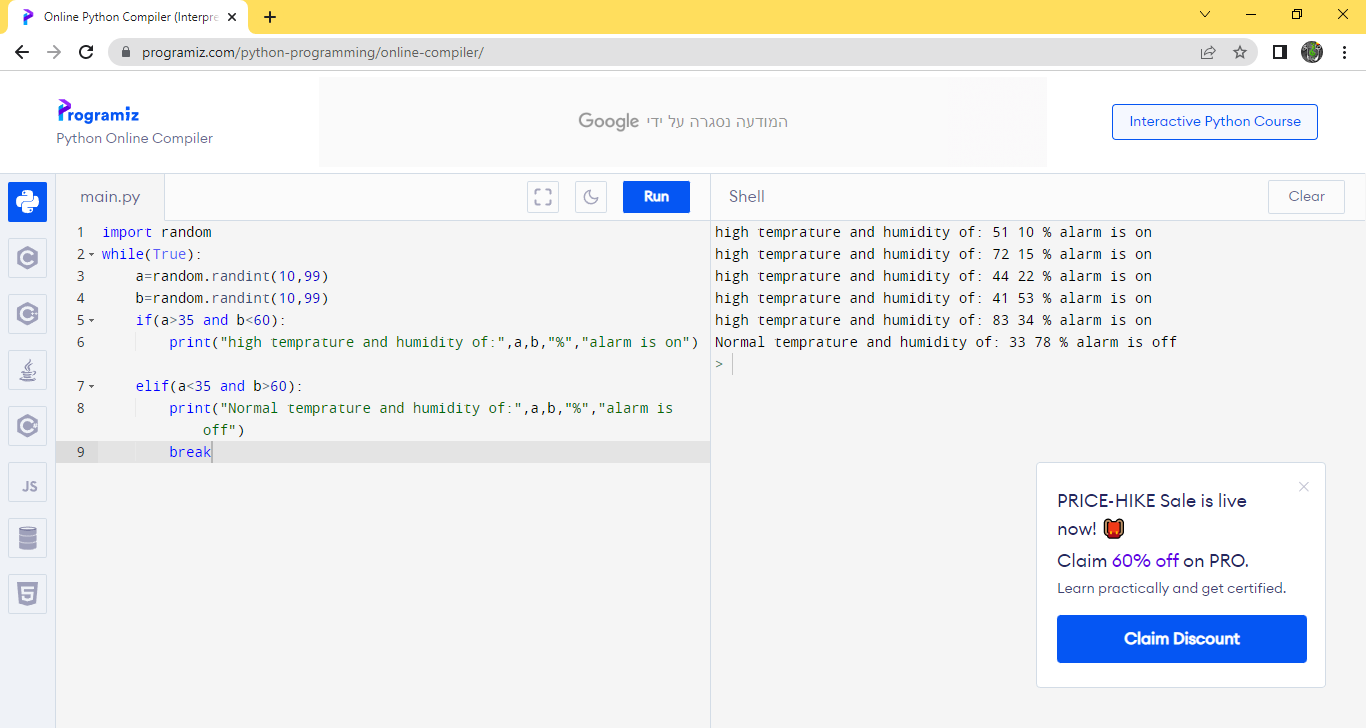 Online Python Compiler (Interpre
programiz.com/python-programming/online-compiler/
Programiz
Python Online Compiler
המודעה נסגרה על ידי Google
Interactive Python Course
main.py
Run
Shell
Clear
1 import random
2 while(True):
3 a=random.randint(10,99)
4 b=random.randint(10,99)
5 if(a>35 and b<60):
6 print("high temprature and humidity of:",a,b,"%","alarm is on")
7 elif(a<35 and b>60):
8 print("Normal temprature and humidity of:",a,b,"%","alarm is
off")
9 break
high temprature and humidity of: 51 10 % alarm is on
high temprature and humidity of: 72 15 % alarm is on
high temprature and humidity of: 44 22 % alarm is on
high temprature and humidity of: 41 53 % alarm is on
high temprature and humidity of: 83 34 % alarm is on
Normal temprature and humidity of: 33 78 % alarm is off
>
JS
PRICE-HIKE Sale is live
now!
Claim 60% off on PRO.
Learn practically and get certified.
Claim Discount